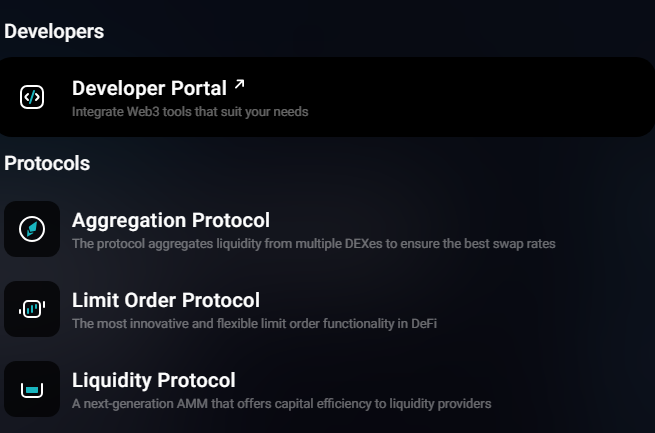 Developers
Developer Portal ↗
Integrate Web3 tools that suit your needs
Protocols
Aggregation Protocol
The protocol aggregates liquidity from multiple DEXes to ensure the best swap rates
Limit Order Protocol
The most innovative and flexible limit order functionality in DeFi
Liquidity Protocol
A next-generation AMM that offers capital efficiency to liquidity providers